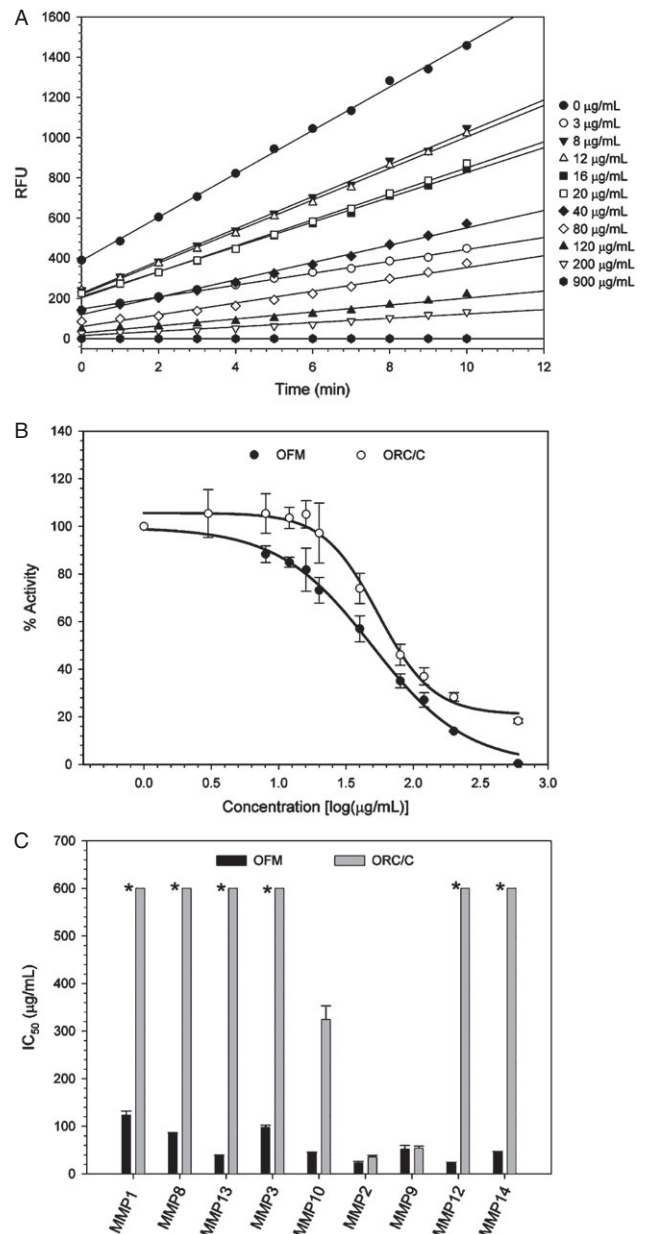 A
1600
1400
1200
1000
800
600
400
200
0
RFU
0 2 4 6 8 10 12
Time (min)
0 µg/mL
3 µg/mL
8 µg/mL
12 µg/mL
16 µg/mL
20 µg/mL
40 µg/mL
80 µg/mL
120 µg/mL
200 µg/mL
900 µg/mL
B
140
120
100
80
60
40
20
0
% Activity
OFM ORC/C
0.0 0.5 1.0 1.5 2.0 2.5 3.0
Concentration [log(µg/mL)]
C
700
600
500
400
300
200
100
0
IC50 (µg/mL)
OFM ORC/C
* * * * * *
MMP1 MMP8 MMP13 MMP3 MMP10 MMP2 MMP9 MMP12 MMP14